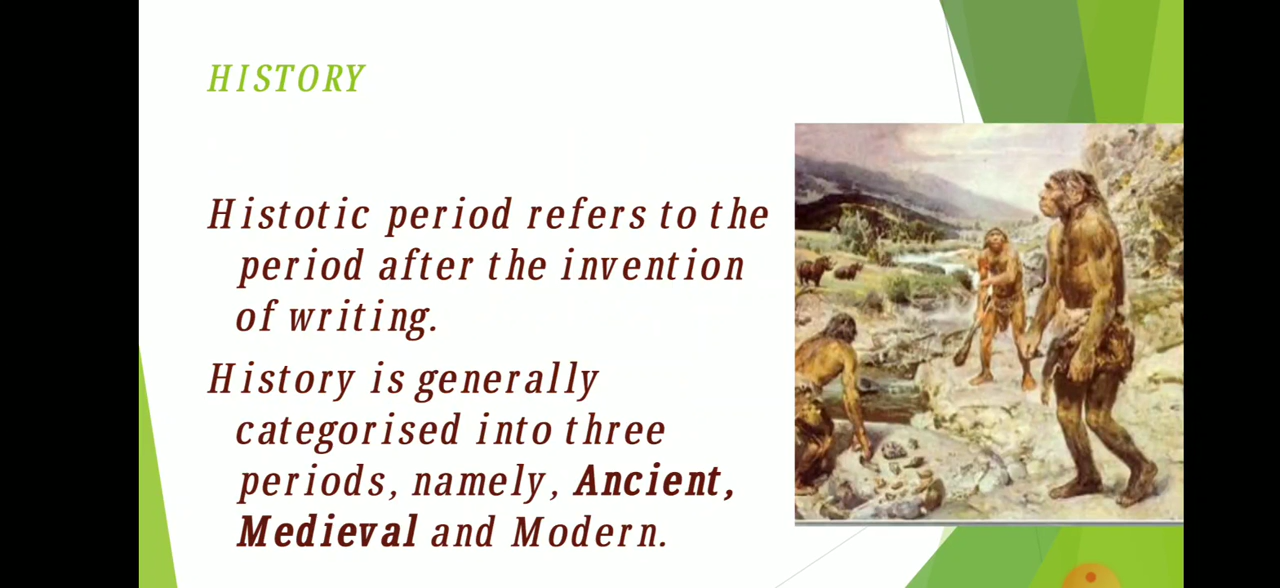 HISTORY
Histotic period refers to the
period after the invention
of writing.
History is generally
categorised into three
periods, namely, Ancient,
Medieval and Modern.